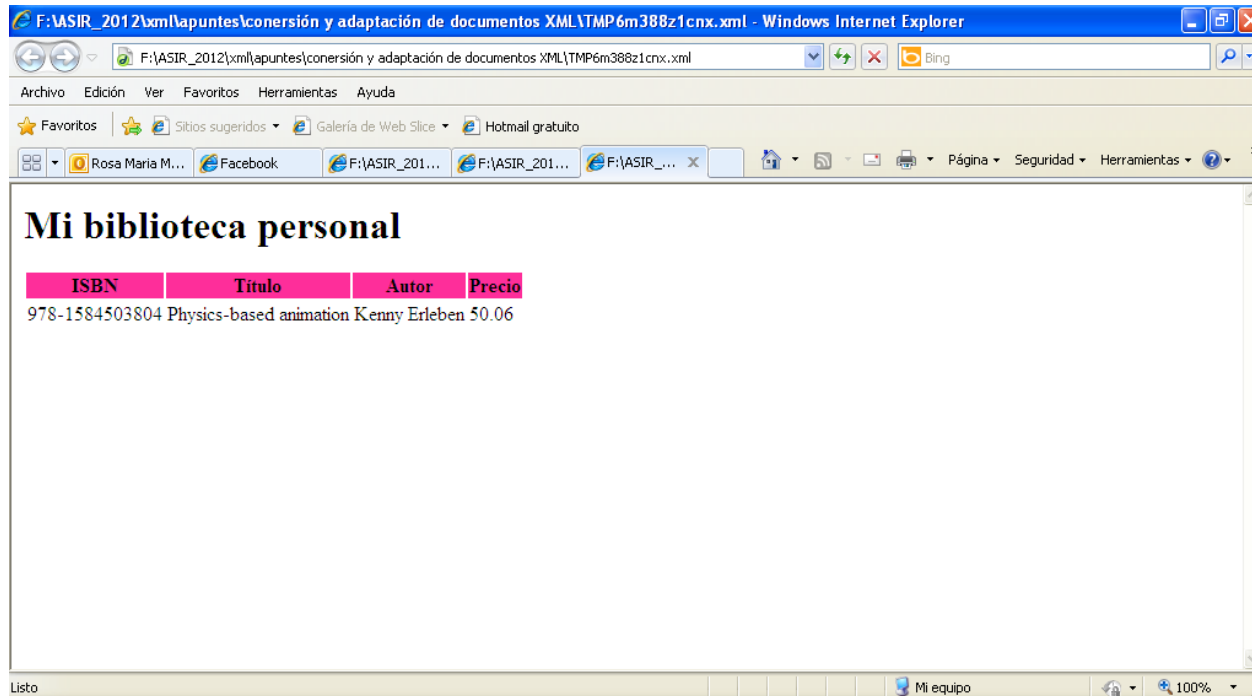 F:\ASIR_2012\xml\apuntes\conersión y adaptación de documentos XML\TMP6m388z1cnx.xml - Windows Internet Explorer
F:\ASIR_2012\xml\apuntes\conersión y adaptación de documentos XML\TMP6m388z1cnx.xml Bing
Archivo Edición Ver Favoritos Herramientas Ayuda
Favoritos Sitios sugeridos Galería de Web Slice Hotmail gratuito
Rosa Maria M... Facebook F:\ASIR_201... F:\ASIR_201... F:\ASIR_... Página Seguridad Herramientas
Mi biblioteca personal
ISBN Título Autor Precio
978-1584503804 Physics-based animation Kenny Erleben 50.06
Listo Mi equipo 100%